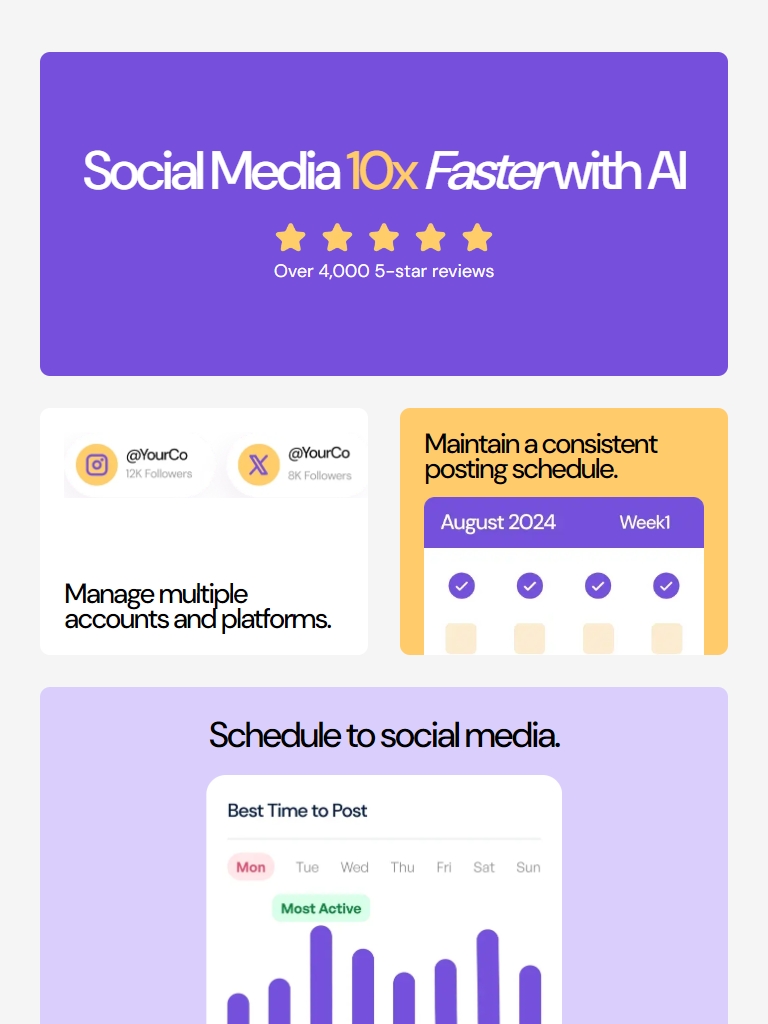 Social Media 10x Faster with AI
Over 4,000 5-star reviews
@YourCo
12K Followers
@YourCo
8K Followers
Manage multiple
accounts and platforms.
Maintain a consistent
posting schedule.
August 2024 Week1
Schedule to social media.
Best Time to Post
Mon Tue Wed Thu Fri Sat Sun
Most Active